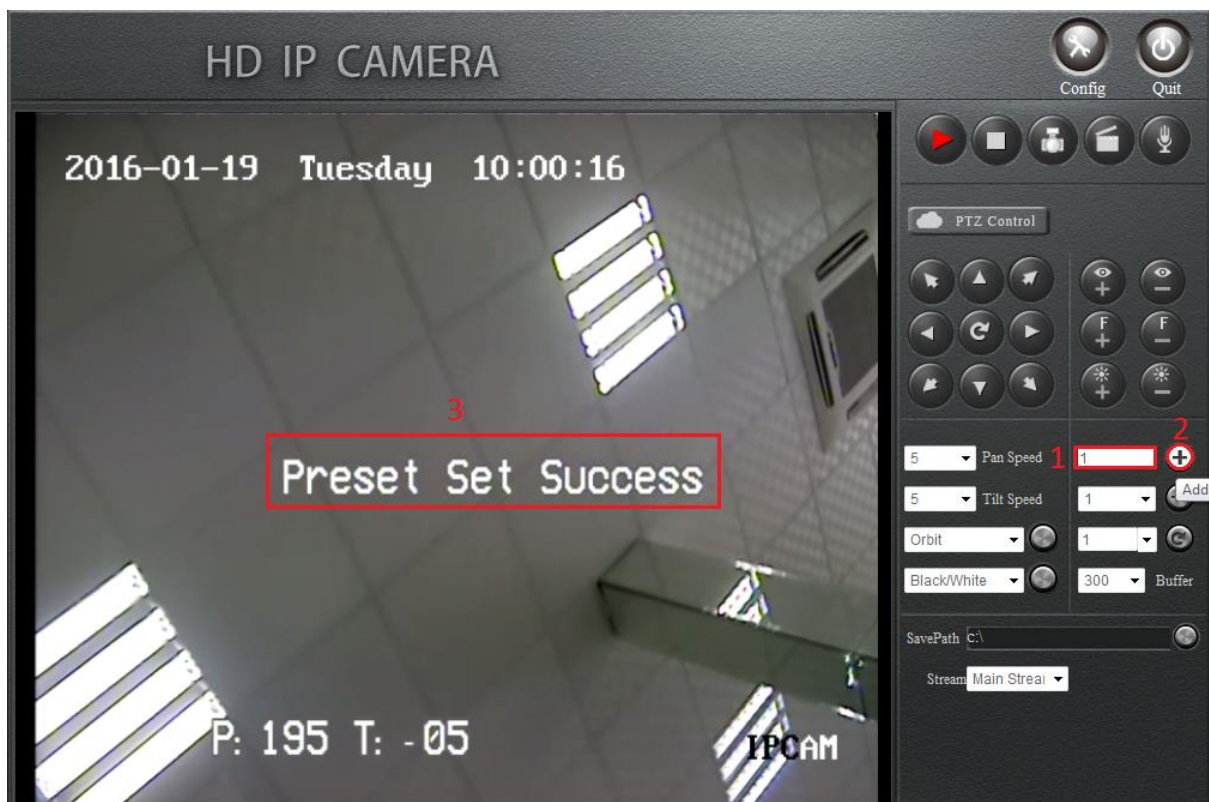 HD IP CAMERA
Config
Quit
2016-01-19 Tuesday 10:00:16
PTZ Control
F
F
3
Preset Set Success
2
5 Pan Speed 1 1
Add
5 Tilt Speed 1
Orbit 1
Black/White 300 Buffer
SavePath c:\
Stream Main Strea
P: 195 T: -05
IPCAM